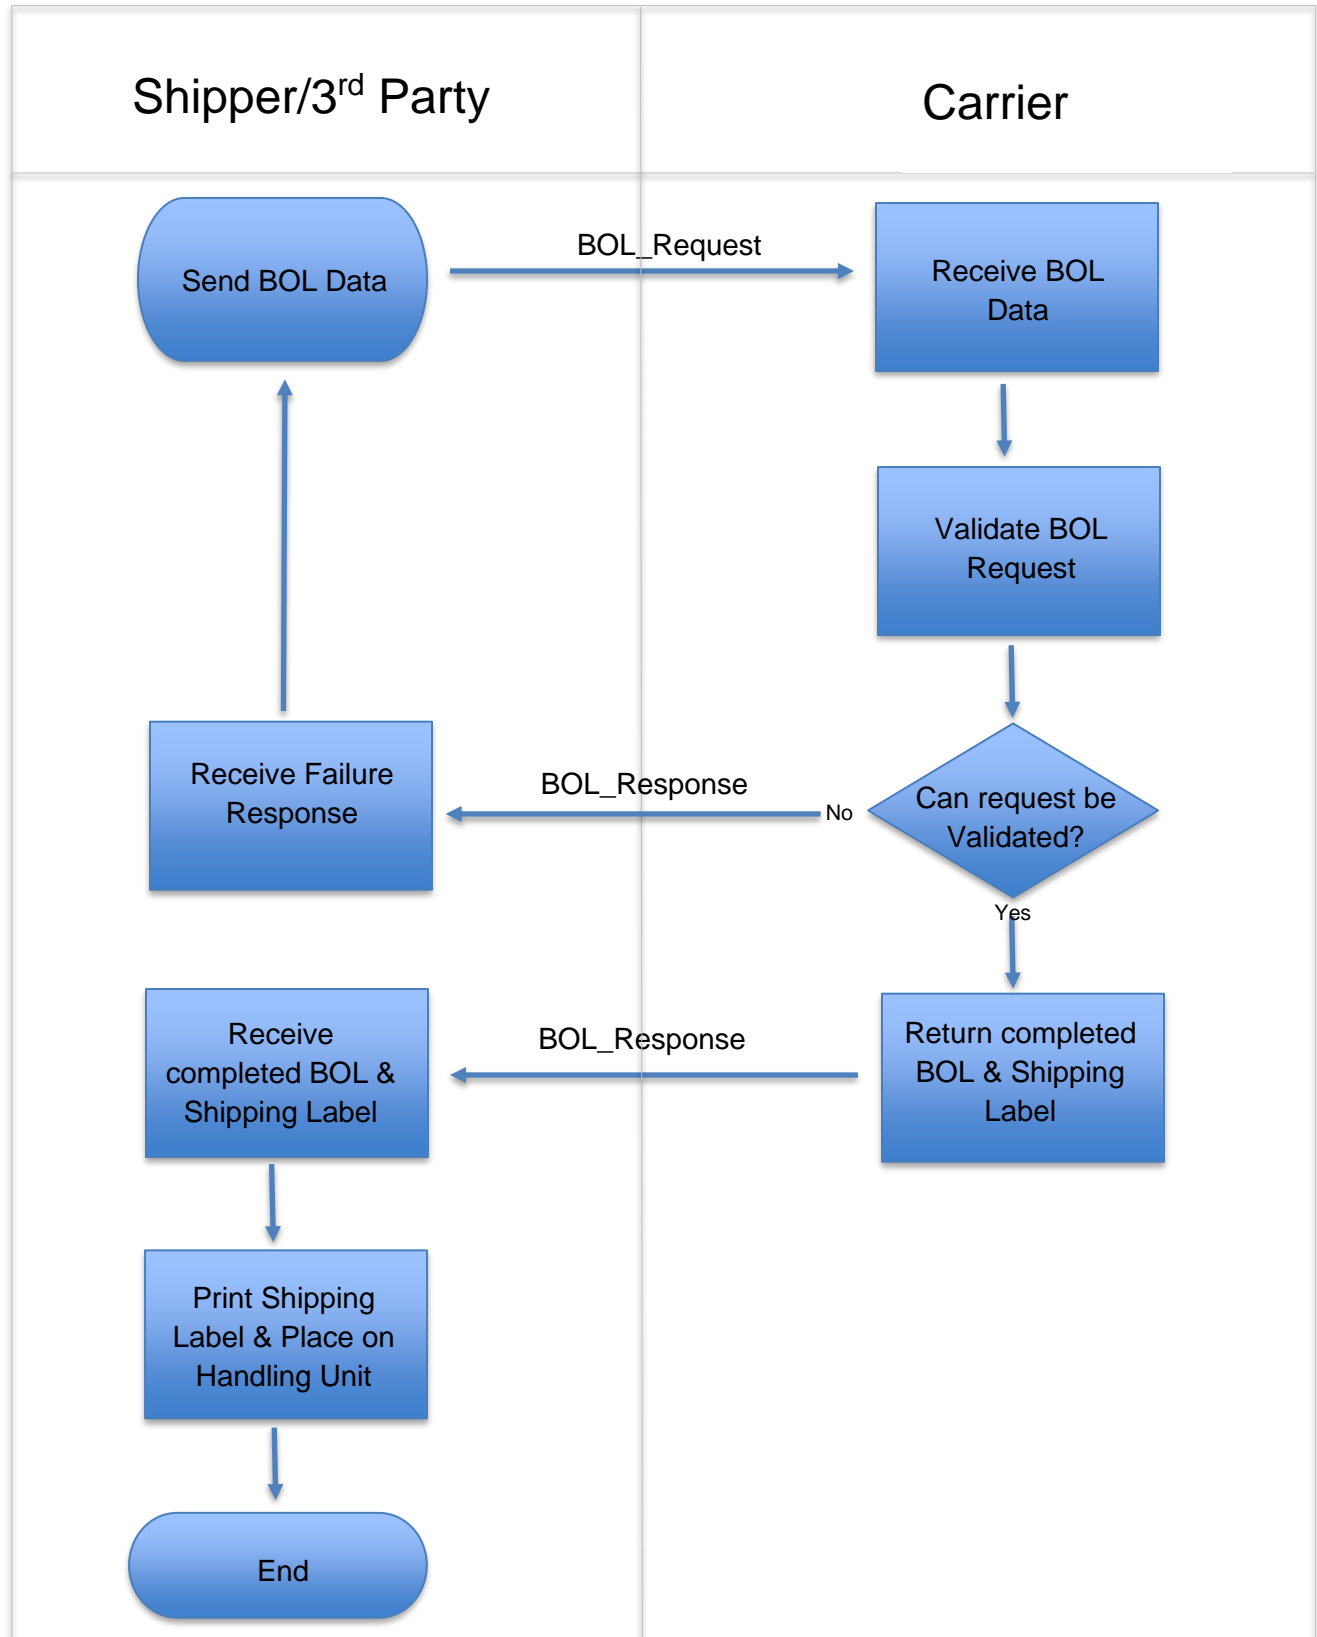 Shipper/3rd Party
Carrier
Send BOL Data
BOL_Request
Receive BOL
Data
Validate BOL
Request
Receive Failure
Response
BOL_Response
No
Can request be
Validated?
Yes
Receive
completed BOL &
Shipping Label
BOL_Response
Return completed
BOL & Shipping
Label
Print Shipping
Label & Place on
Handling Unit
End